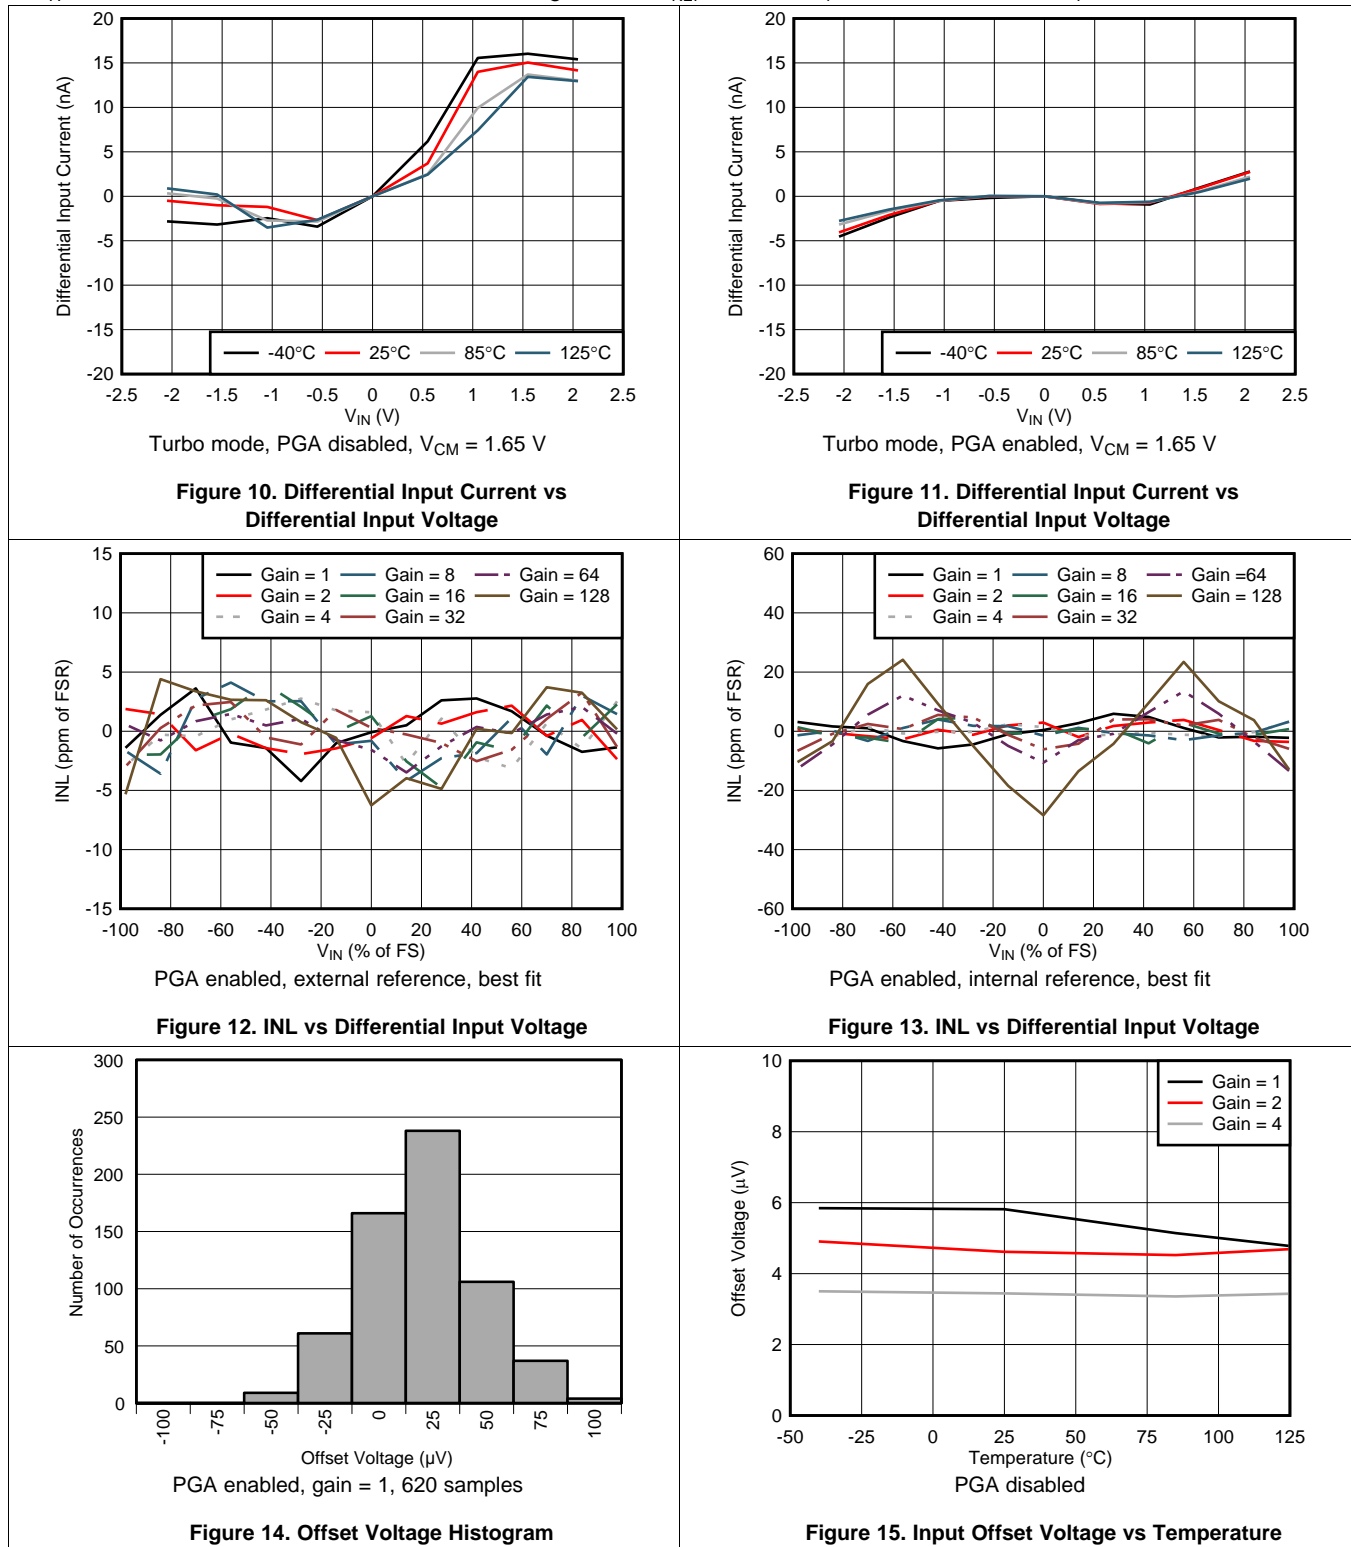 20
15
10
5
0
-5
-10
-15
-20
Differential Input Current (nA)
-40°C 25°C 85°C 125°C
-2.5 -2 -1.5 -1 -0.5 0 0.5 1 1.5 2 2.5
VIN (V)
Turbo mode, PGA disabled, VCM = 1.65 V
Figure 10. Differential Input Current vs
Differential Input Voltage
20
15
10
5
0
-5
-10
-15
-20
Differential Input Current (nA)
-40°C 25°C 85°C 125°C
-2.5 -2 -1.5 -1 -0.5 0 0.5 1 1.5 2 2.5
VIN (V)
Turbo mode, PGA enabled, VCM = 1.65 V
Figure 11. Differential Input Current vs
Differential Input Voltage
15
10
5
0
-5
-10
-15
INL (ppm of FSR)
Gain = 1 Gain = 8 Gain = 64
Gain = 2 Gain = 16 Gain = 128
Gain = 4 Gain = 32
-100 -80 -60 -40 -20 0 20 40 60 80 100
VIN (% of FS)
PGA enabled, external reference, best fit
Figure 12. INL vs Differential Input Voltage
60
40
20
0
-20
-40
-60
INL (ppm of FSR)
Gain = 1 Gain = 8 Gain =64
Gain = 2 Gain = 16 Gain = 128
Gain = 4 Gain = 32
-100 -80 -60 -40 -20 0 20 40 60 80 100
VIN (% of FS)
PGA enabled, internal reference, best fit
Figure 13. INL vs Differential Input Voltage
300
250
200
150
100
50
0
Number of Occurrences
-100 -75 -50 -25 0 25 50 75 100
Offset Voltage (µV)
PGA enabled, gain = 1, 620 samples
Figure 14. Offset Voltage Histogram
10
8
6
4
2
0
Offset Voltage (µV)
Gain = 1
Gain = 2
Gain = 4
-50 -25 0 25 50 75 100 125
Temperature (°C)
PGA disabled
Figure 15. Input Offset Voltage vs Temperature